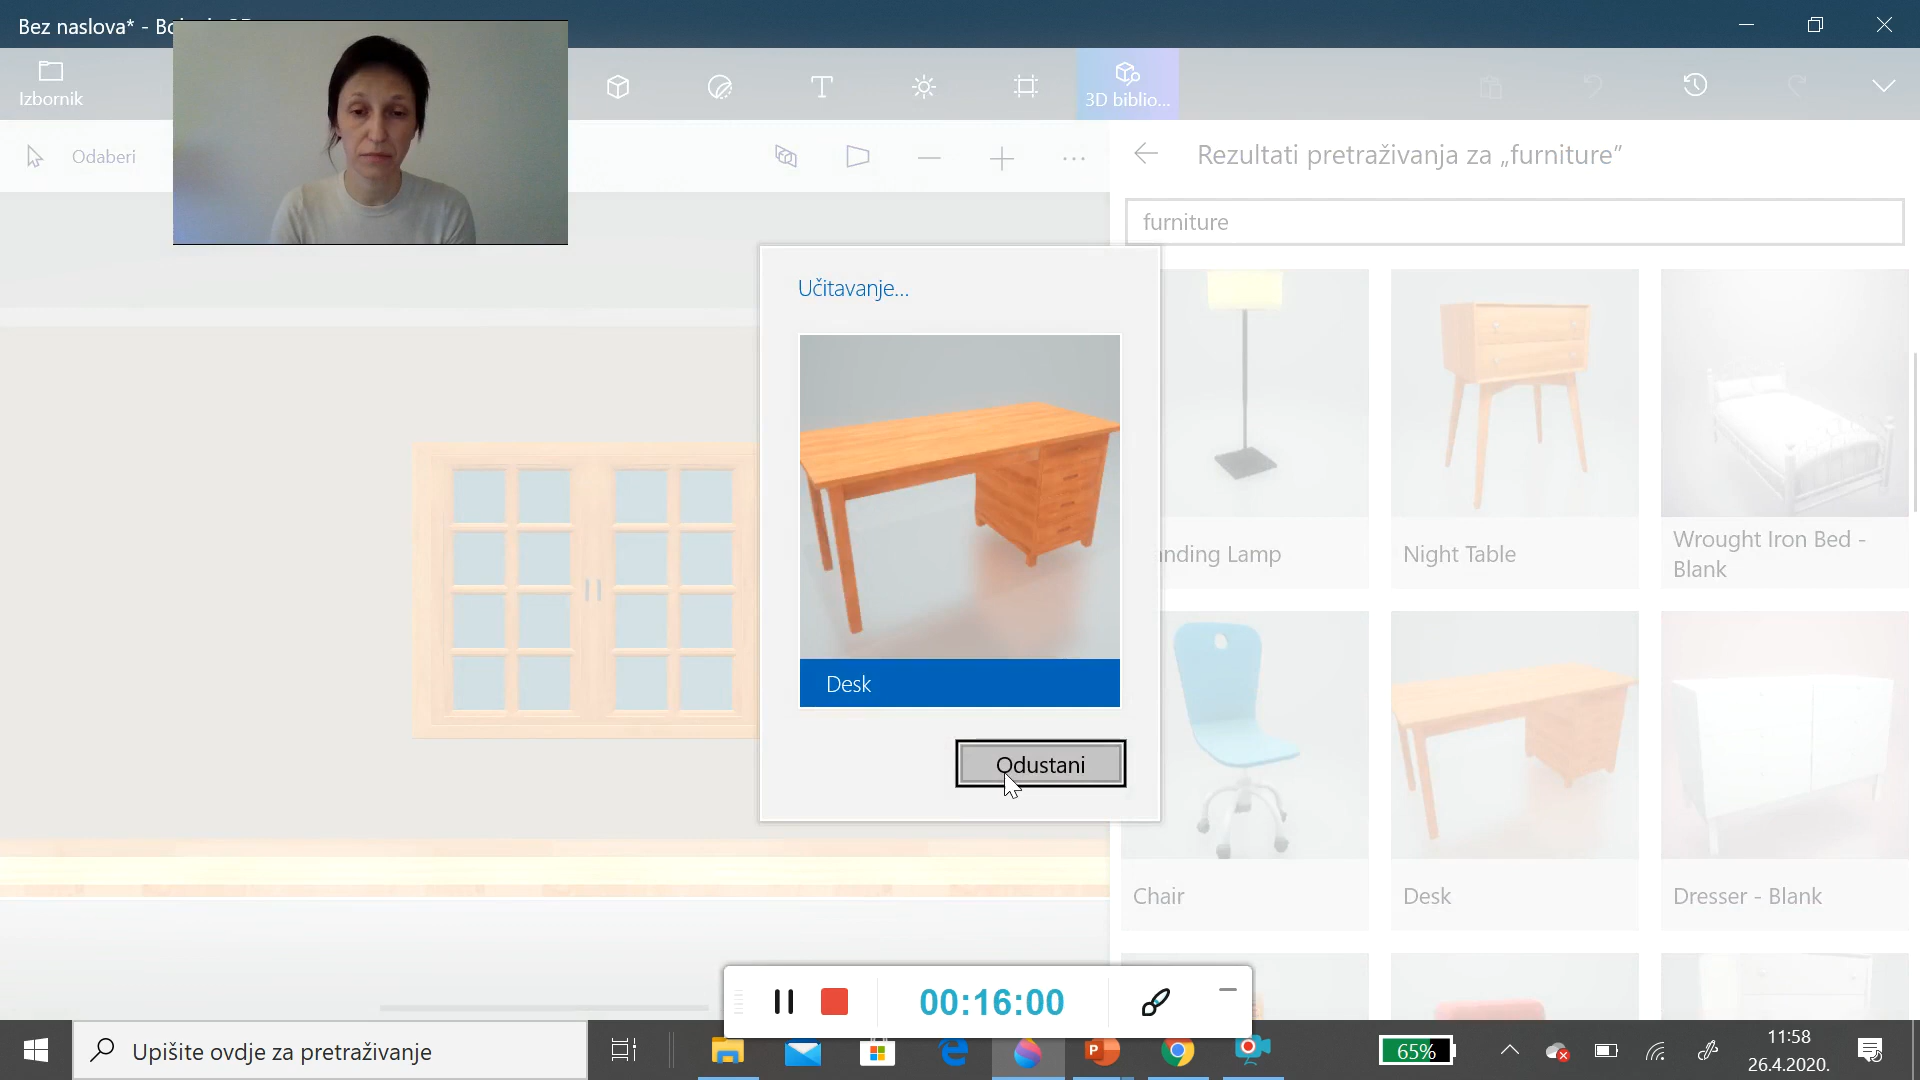 Bez naslova* - Bo
Izbornik
3D biblio...
Odaberi
Rezultati pretraživanja za „furniture”
furniture
Učitavanje...
Desk
Odustani
nding Lamp
Night Table
Wrought Iron Bed -
Blank
Chair
Desk
Dresser - Blank
00:16:00
Upišite ovdje za pretraživanje
65%
11:58
26.4.2020.